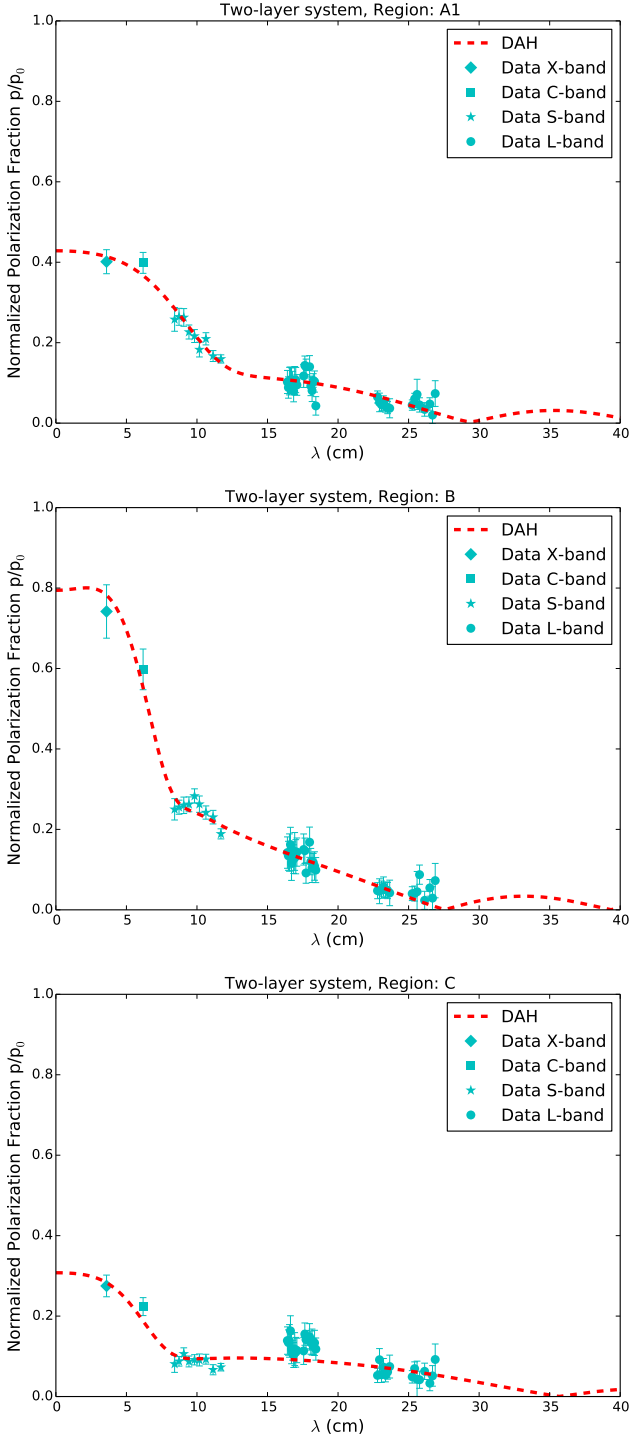 Two-layer system, Region: A1
Normalized Polarization Fraction p/p₀
1.0
0.8
0.6
0.4
0.2
0.0
DAH
Data X-band
Data C-band
Data S-band
Data L-band
0 5 10 15 20 25 30 35 40
λ (cm)
Two-layer system, Region: B
Normalized Polarization Fraction p/p₀
1.0
0.8
0.6
0.4
0.2
0.0
DAH
Data X-band
Data C-band
Data S-band
Data L-band
0 5 10 15 20 25 30 35 40
λ (cm)
Two-layer system, Region: C
Normalized Polarization Fraction p/p₀
1.0
0.8
0.6
0.4
0.2
0.0
DAH
Data X-band
Data C-band
Data S-band
Data L-band
0 5 10 15 20 25 30 35 40
λ (cm)